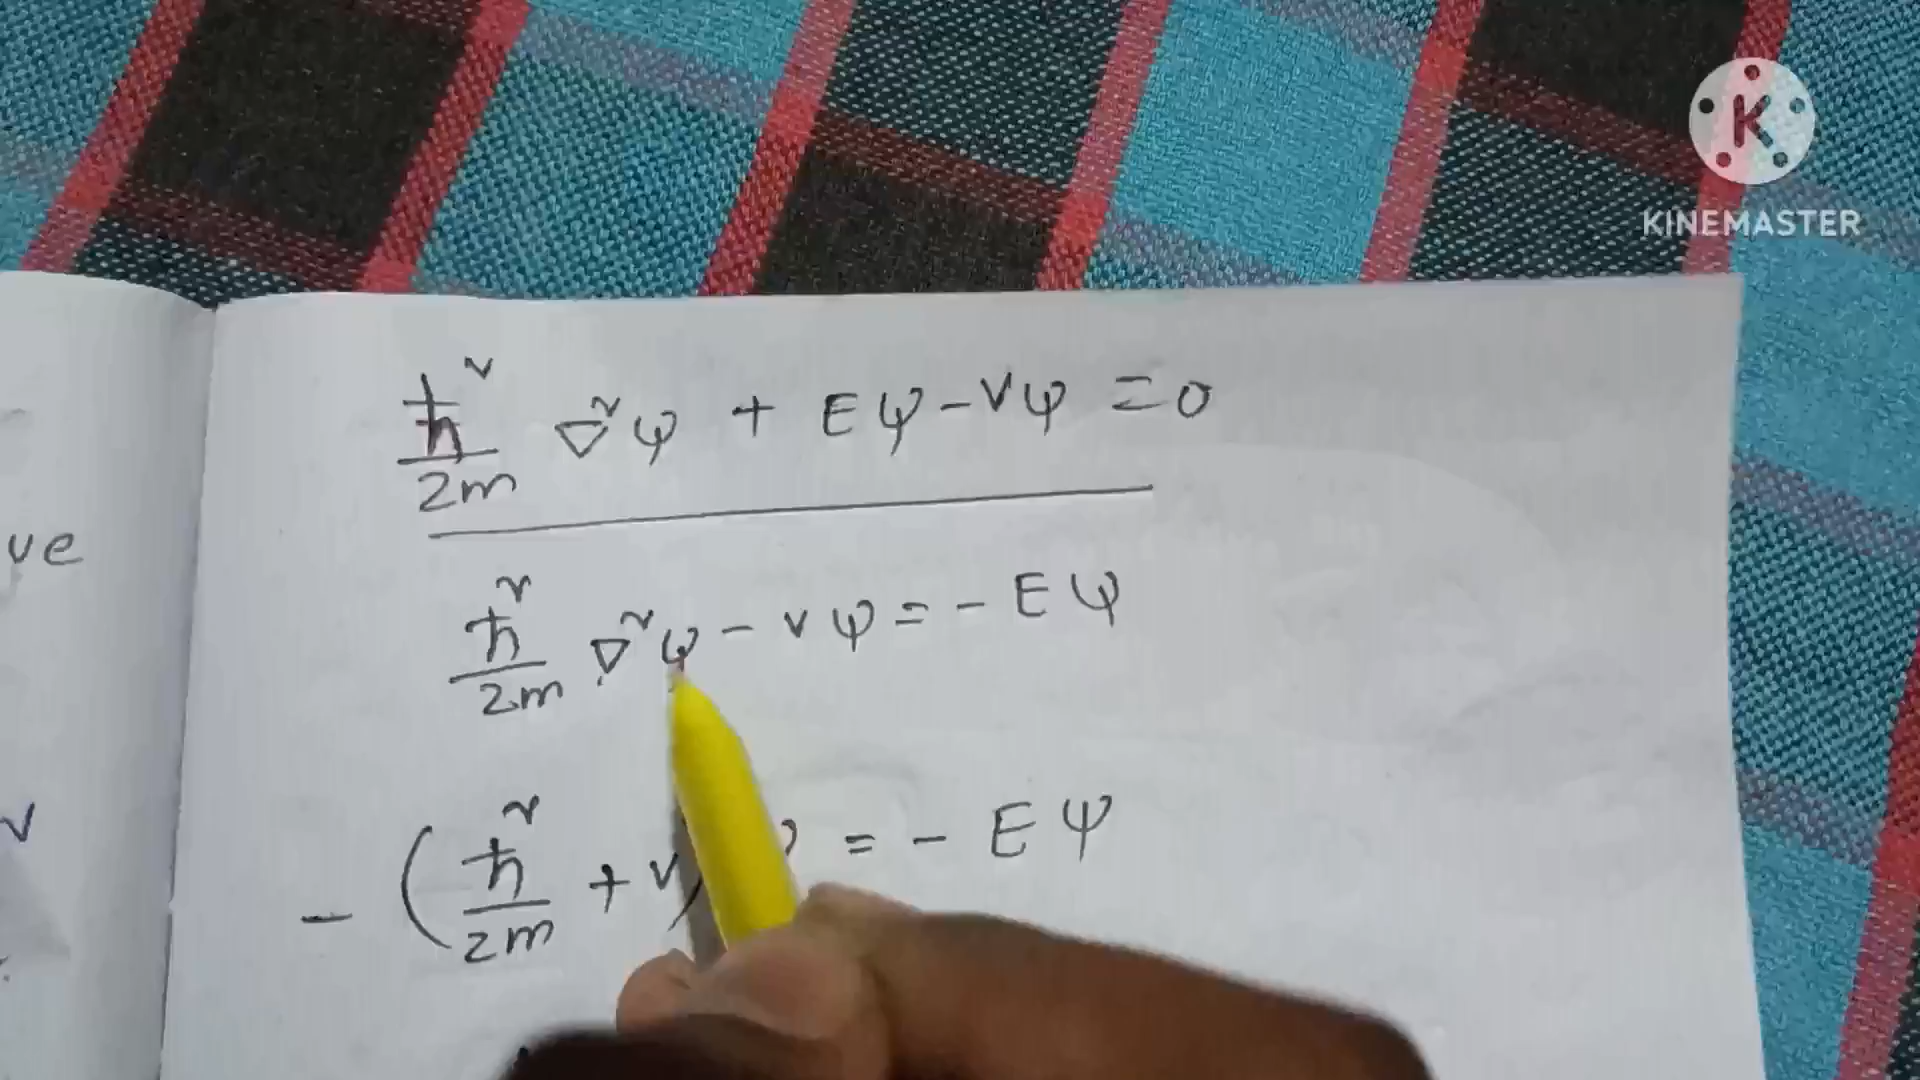 KINEMASTER
ħ²/2m ∇²ψ + Eψ - Vψ = 0
ħ²/2m ∇²ψ - Vψ = - Eψ
- (ħ²/2m + V) = - Eψ
ve